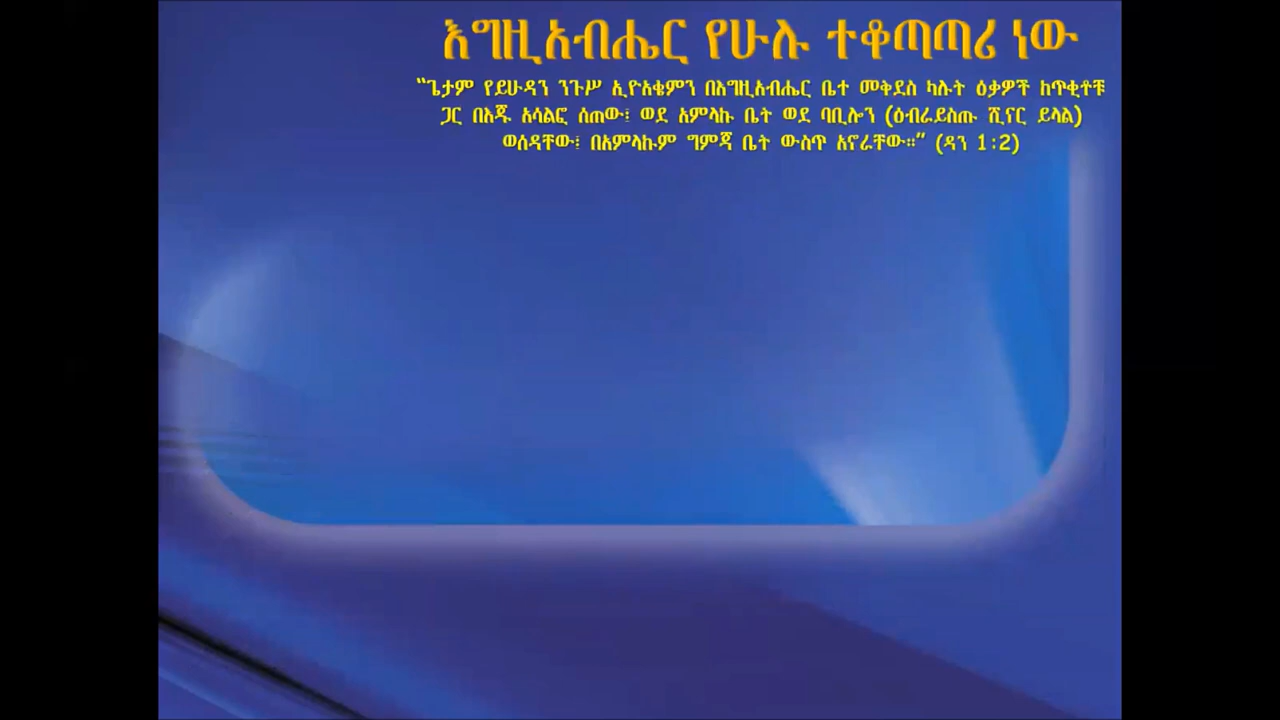 እግዚአብሔር የሁሉ ተቆጣጣሪ ነው
“ጌታም የይሁዳን ንጉሥ ኢዮአቄምን በእግዚአብሔር ቤተ መቅደስ ካሉት ዕቃዎች ከጥቂቶቹ
ጋር በእጁ አሳልፎ ሰጠው፤ ወደ አምላኩ ቤት ወደ ባቢሎን (ዕብራይስጡ ሺናር ይላል)
ወሰዳቸው፤ በአምላኩም ግምጃ ቤት ውስጥ አኖራቸው።” (ዳን 1:2)